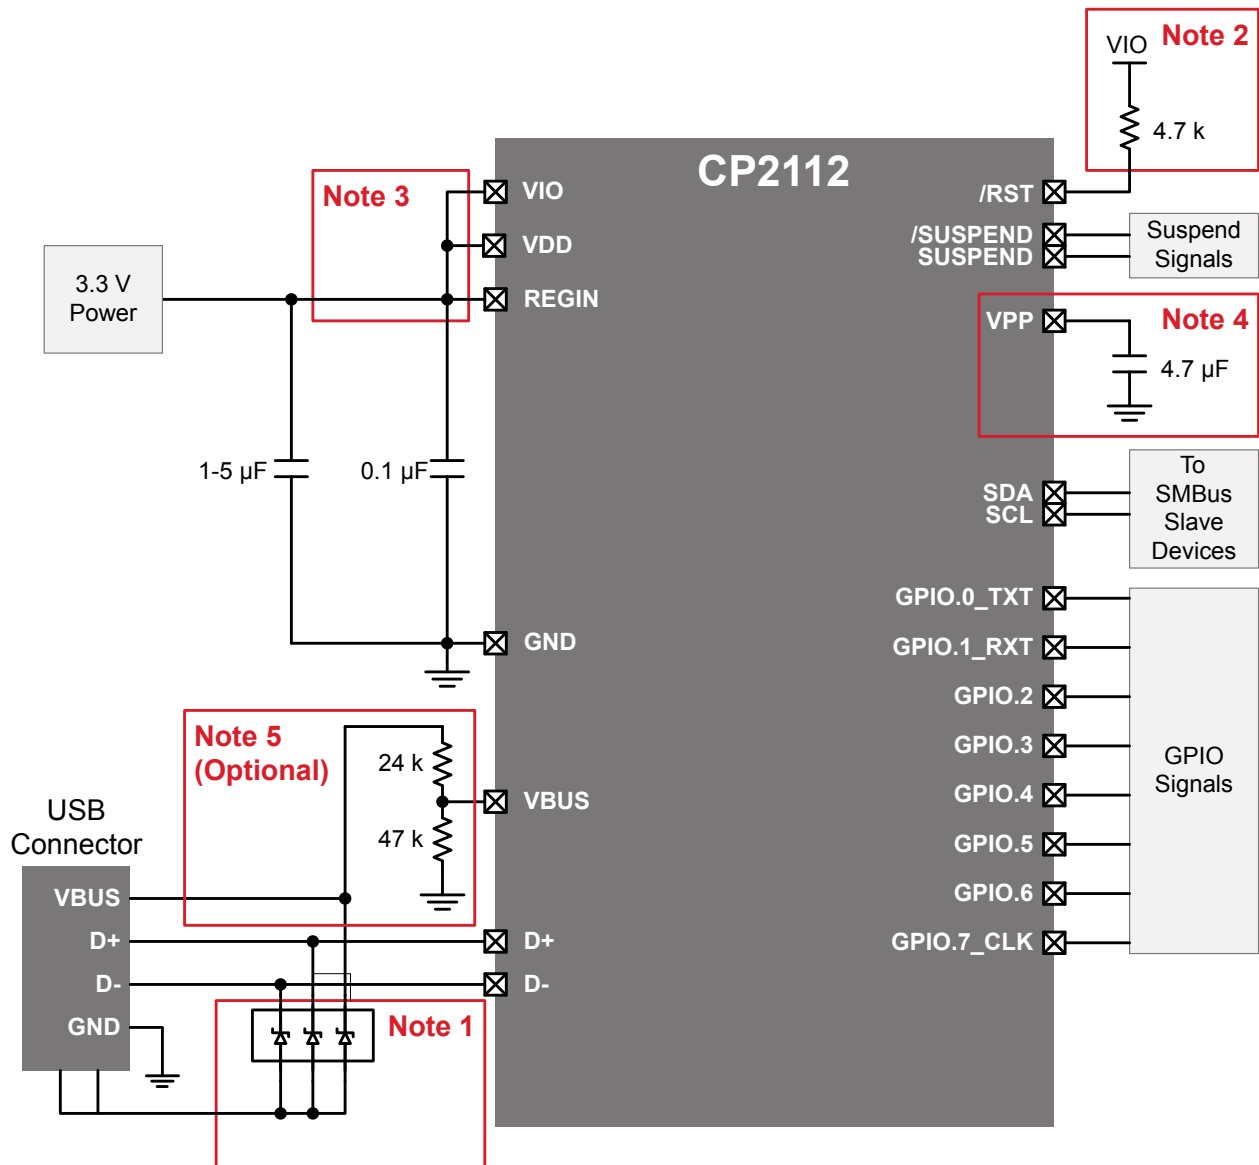 Note 2
VIO
4.7 k
CP2112
Note 3
VIO
/RST
VDD
/SUSPEND
SUSPEND
Suspend
Signals
3.3 V
Power
REGIN
VPP
Note 4
4.7 µF
1-5 µF
0.1 µF
To
SMBus
Slave
Devices
SDA
SCL
GPIO.0_TXT
GND
GPIO.1_RXT
GPIO.2
Note 5
(Optional)
24 k
GPIO.3
GPIO
Signals
VBUS
GPIO.4
47 k
GPIO.5
USB
Connector
VBUS
GPIO.6
D+
D+
GPIO.7_CLK
D-
D-
GND
Note 1